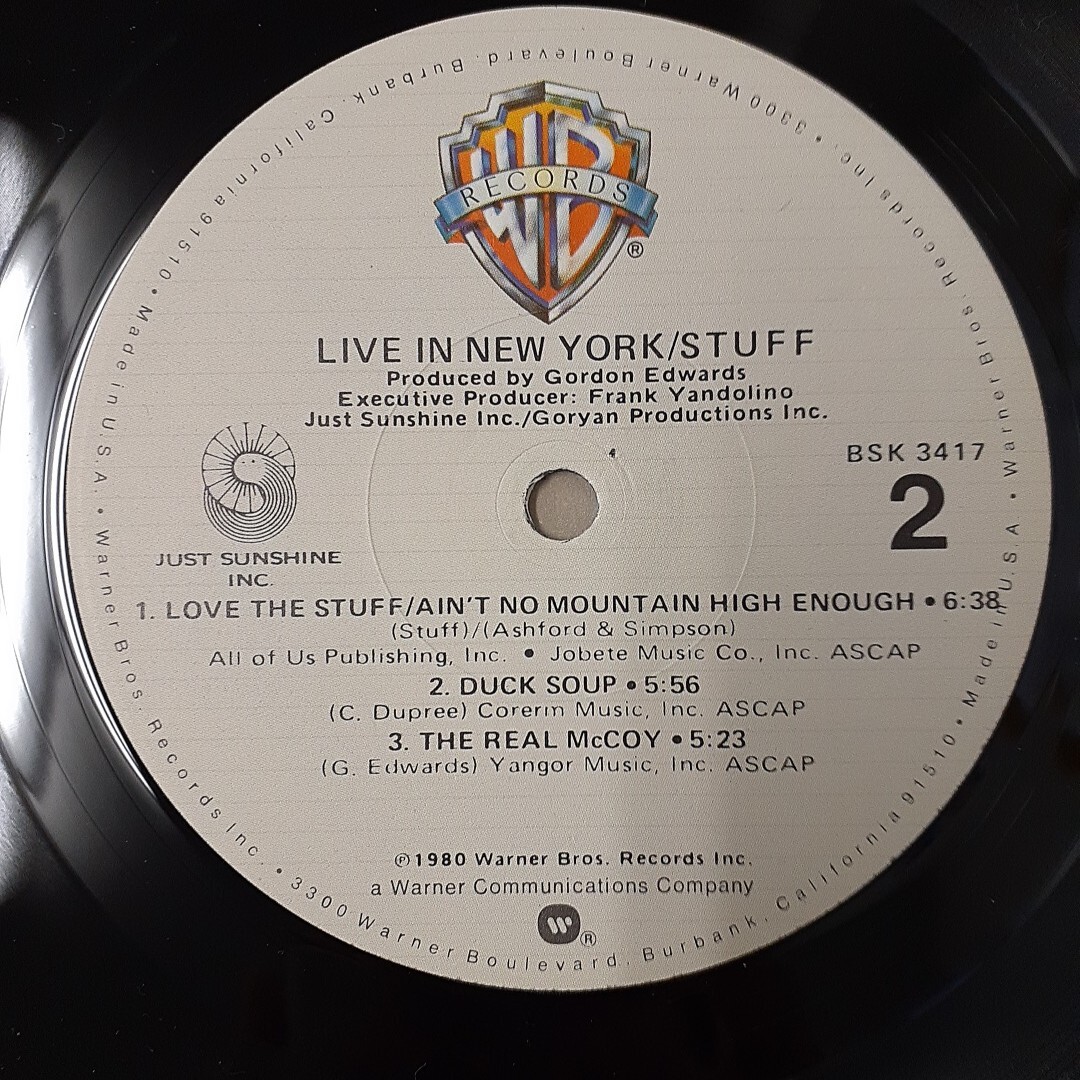 WB
RECORDS
®
LIVE IN NEW YORK/STUFF
Produced by Gordon Edwards
Executive Producer: Frank Yandolino
Just Sunshine Inc./Goryan Productions Inc.
BSK 3417
2
JUST SUNSHINE
INC.
1. LOVE THE STUFF/AIN'T NO MOUNTAIN HIGH ENOUGH • 6:38
(Stuff)/(Ashford & Simpson)
All of Us Publishing, Inc. • Jobete Music Co., Inc. ASCAP
2. DUCK SOUP • 5:56
(C. Dupree) Corerin Music, Inc. ASCAP
3. THE REAL McCOY • 5:23
(G. Edwards) Yangor Music, Inc. ASCAP
℗1980 Warner Bros. Records Inc.
a Warner Communications Company
W®
Warner Bros. Records Inc. • 3300 Warner Boulevard, Burbank, California 91510 • Made in U.S.A. •
Warner Bros. Records Inc. • 3300 Warner Boulevard, Burbank, California 91510 • Made in U.S.A. •